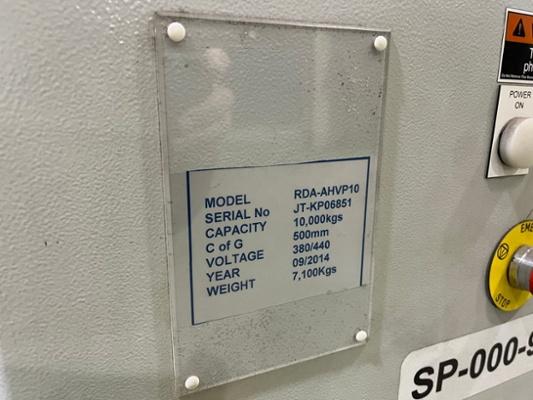 MODEL RDA-AHVP10
SERIAL No JT-KP06851
CAPACITY 10,000kgs
C of G 500mm
VOLTAGE 380/440
YEAR 09/2014
WEIGHT 7,100Kgs
POWER
ON
STOP
SP-000-